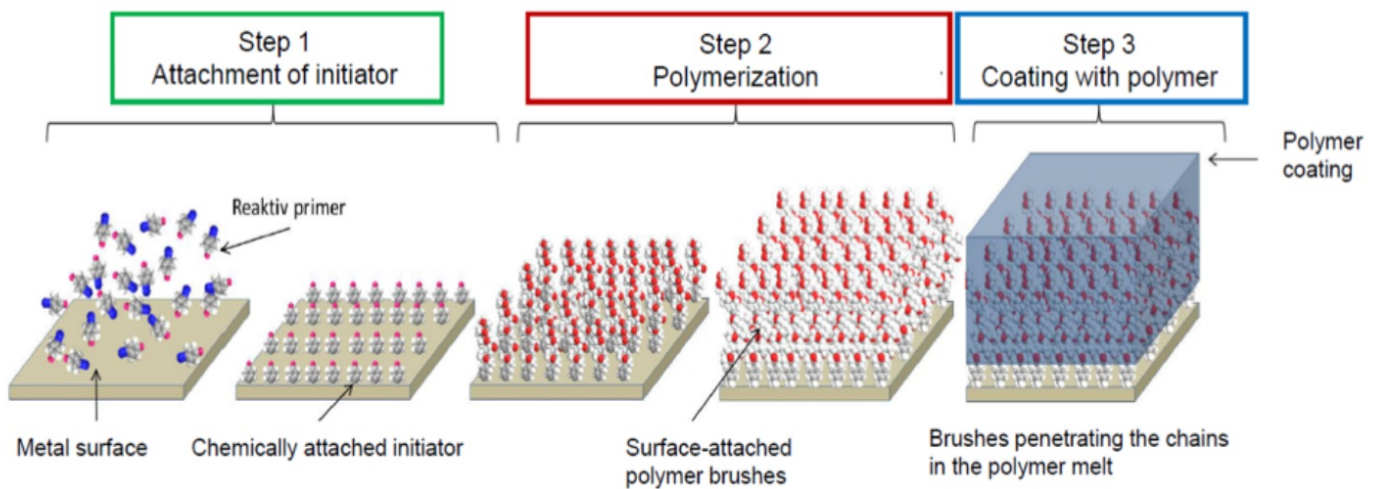 Step 1
Attachment of initiator
Step 2
Polymerization
Step 3
Coating with polymer
Polymer
coating
Reaktiv primer
Metal surface
Chemically attached initiator
Surface-attached
polymer brushes
Brushes penetrating the chains
in the polymer melt